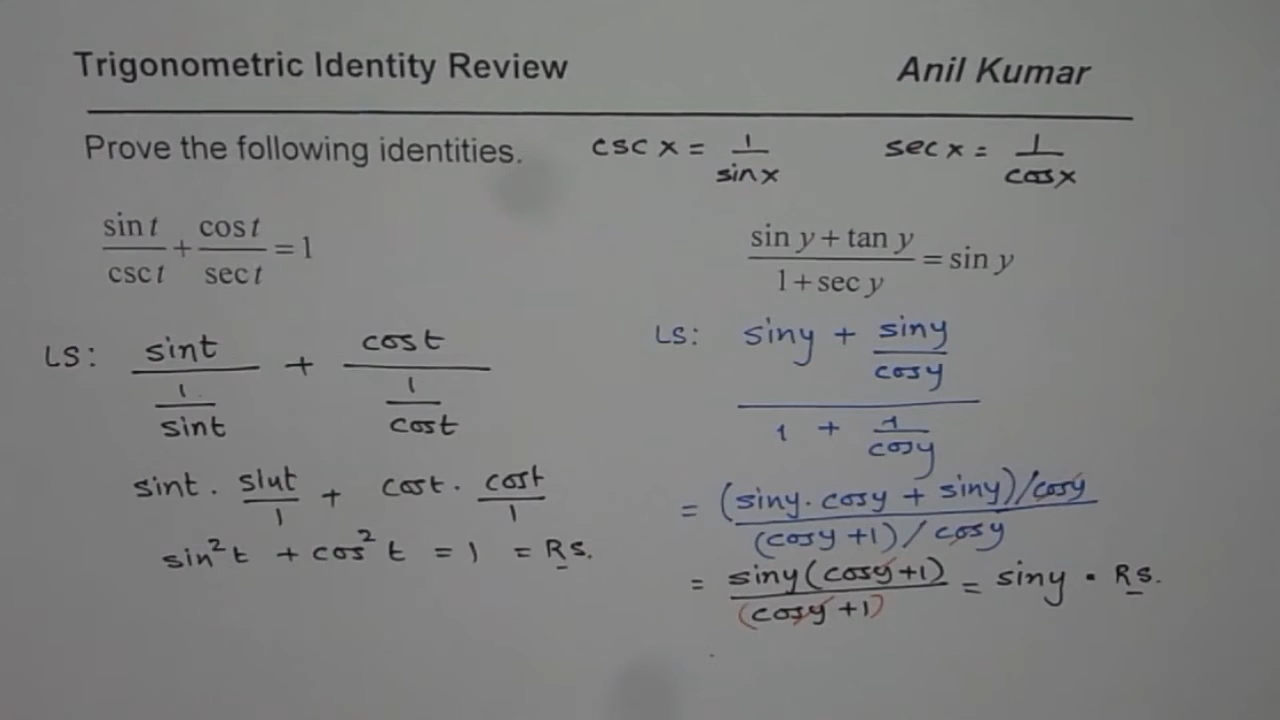 Trigonometric Identity Review Anil Kumar
Prove the following identities. csc x = 1/sin x sec x = 1/cos x
sin t/csc t + cos t/sec t = 1
LS: sint/(1/sint) + cost/(1/cost)
sint · slut/1 + cost · cost/1
sin²t + cos²t = 1 = RS.
(sin y + tan y)/(1 + sec y) = sin y
LS: (siny + siny/cosy)/(1 + 1/cosy)
= ((siny · cosy + siny)/cosy)/((cosy +1)/cosy)
= siny(cosy+1)/(cosy +1) = siny · RS.